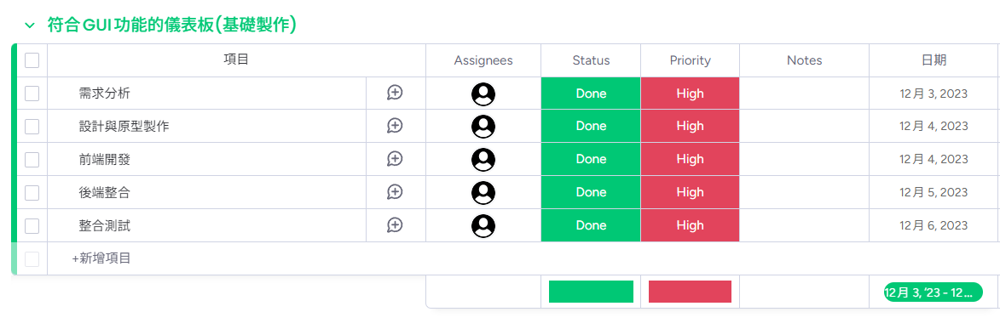 符合GUI功能的儀表板(基礎製作)
項目 Assignees Status Priority Notes 日期
需求分析 Done High 12月 3, 2023
設計與原型製作 Done High 12月 4, 2023
前端開發 Done High 12月 4, 2023
後端整合 Done High 12月 5, 2023
整合測試 Done High 12月 6, 2023
+新增項目
12月 3, '23 - 12...